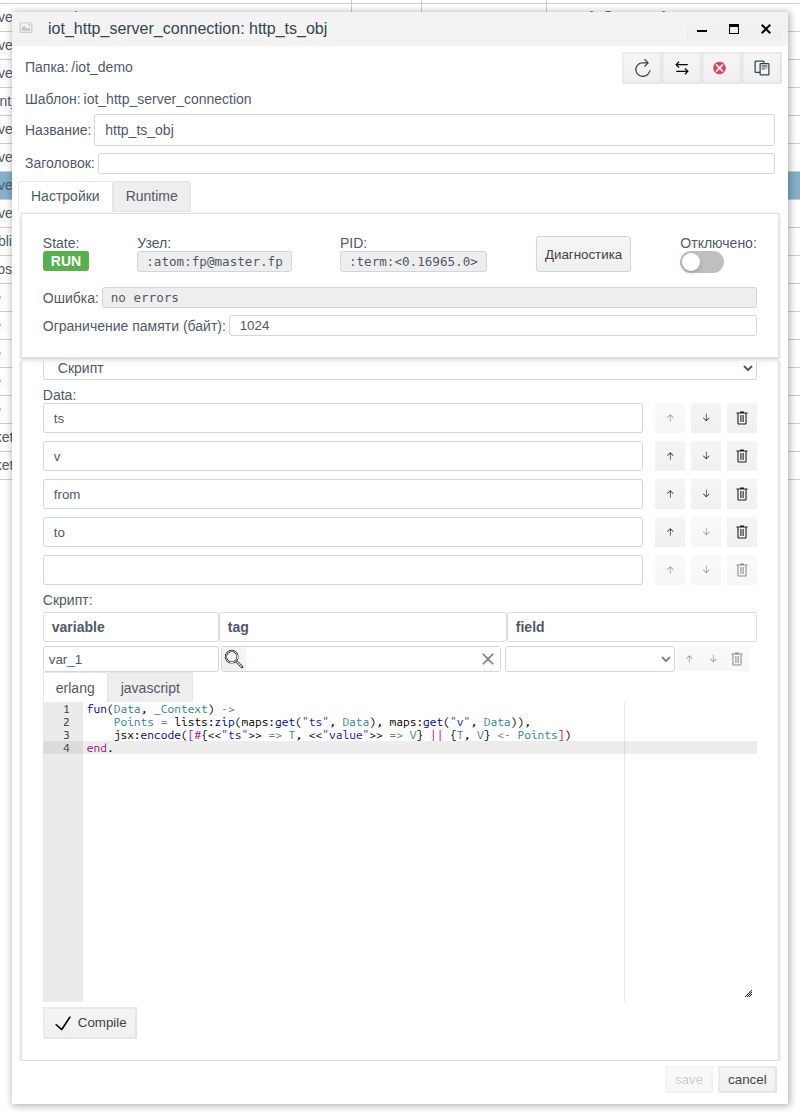 iot_http_server_connection: http_ts_obj
Папка: /iot_demo
Шаблон: iot_http_server_connection
Название: http_ts_obj
Заголовок:
Настройки Runtime
State: Узел: PID: Отключено:
RUN :atom:fp@master.fp :term:<0.16965.0> Диагностика
Ошибка: no errors
Ограничение памяти (байт): 1024
Скрипт
Data:
ts
v
from
to
Скрипт:
variable tag field
var_1
erlang javascript
1 fun(Data, _Context) ->
2 Points = lists:zip(maps:get("ts", Data), maps:get("v", Data)),
3 jsx:encode([#{<<"ts">> => T, <<"value">> => V} || {T, V} <- Points])
4 end.
Compile
save cancel